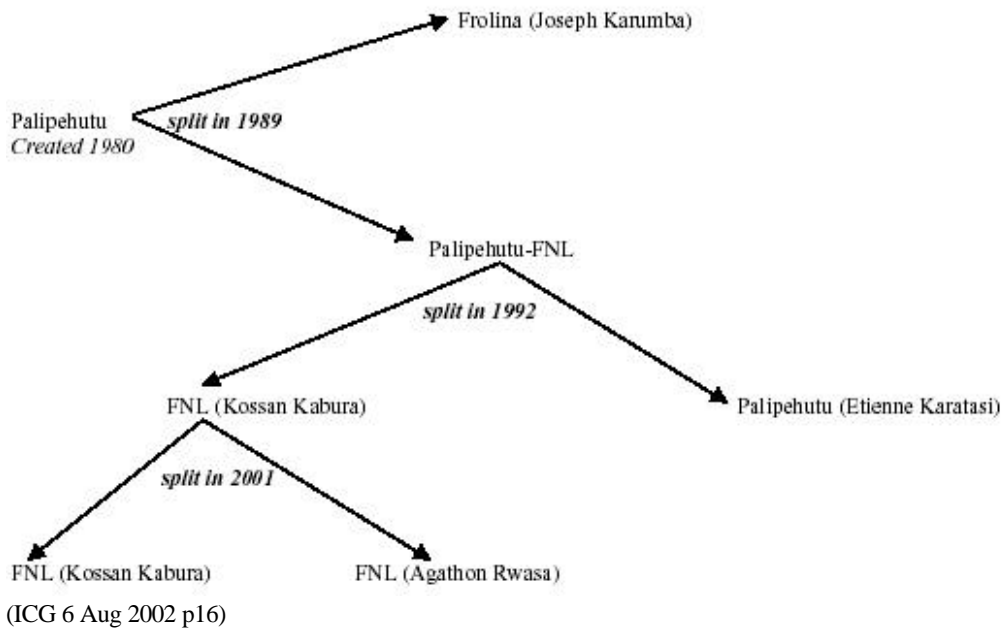 Frolina (Joseph Karumba)
Palipehutu
Created 1980
split in 1989
Palipehutu-FNL
split in 1992
FNL (Kossan Kabura)
Palipehutu (Etienne Karatasi)
split in 2001
FNL (Kossan Kabura)
FNL (Agathon Rwasa)
(ICG 6 Aug 2002 p16)